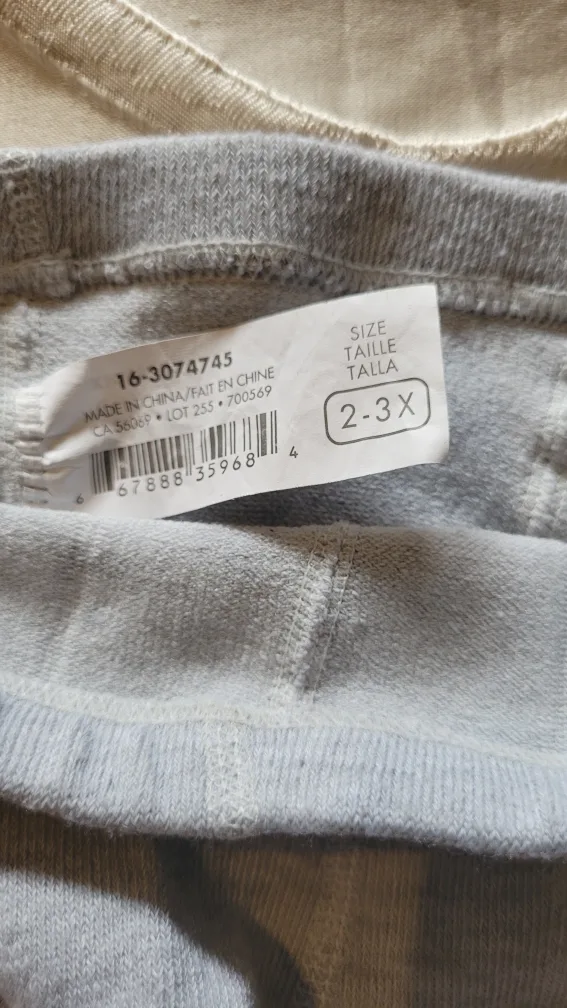 16-3074745
MADE IN CHINA/FAIT EN CHINE
CA 56069 • LOT 255 • 700569
6 67888 35968 4
SIZE
TAILLE
TALLA
2-3X